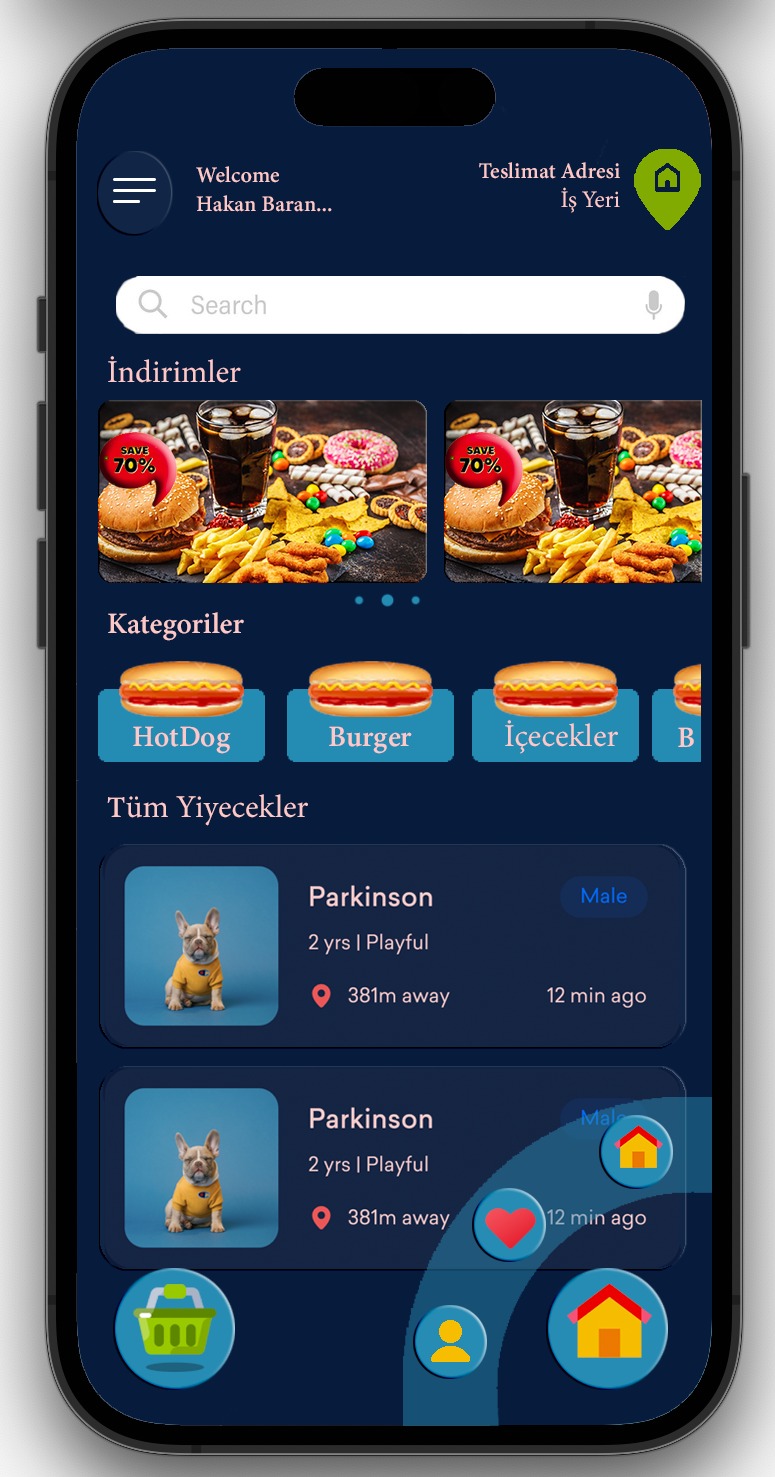 Welcome
Hakan Baran...
Teslimat Adresi
İş Yeri
Search
İndirimler
SAVE
70%
SAVE
70%
Kategoriler
HotDog
Burger
İçecekler
B
Tüm Yiyecekler
Parkinson
Male
2 yrs | Playful
381m away
12 min ago
Parkinson
Male
2 yrs | Playful
381m away
12 min ago